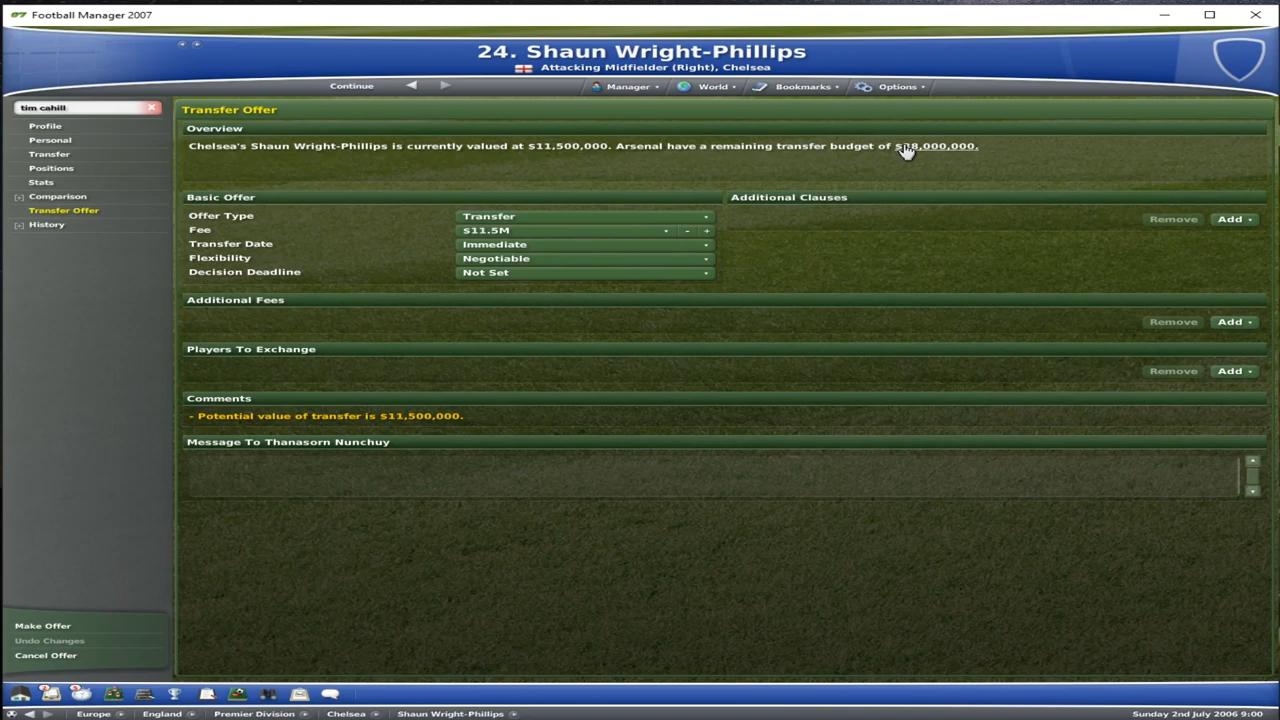 Football Manager 2007
24. Shaun Wright-Phillips
Attacking Midfielder (Right), Chelsea
Continue
Manager
World
Bookmarks
Options
tim cahill
Profile
Personal
Transfer
Positions
Stats
Comparison
Transfer Offer
History
Transfer Offer
Overview
Chelsea's Shaun Wright-Phillips is currently valued at $11,500,000. Arsenal have a remaining transfer budget of
Basic Offer
Additional Clauses
Offer Type Transfer
Remove Add
Fee $11.5M - +
Transfer Date Immediate
Flexibility Negotiable
Decision Deadline Not Set
Additional Fees
Remove Add
Players To Exchange
Remove Add
Comments
- Potential value of transfer is $11,500,000.
Message To Thanasorn Nunchuy
Make Offer
Undo Changes
Cancel Offer
Europe
England
Premier Division
Chelsea
Shaun Wright-Phillips
Sunday 2nd July 2006 9:00